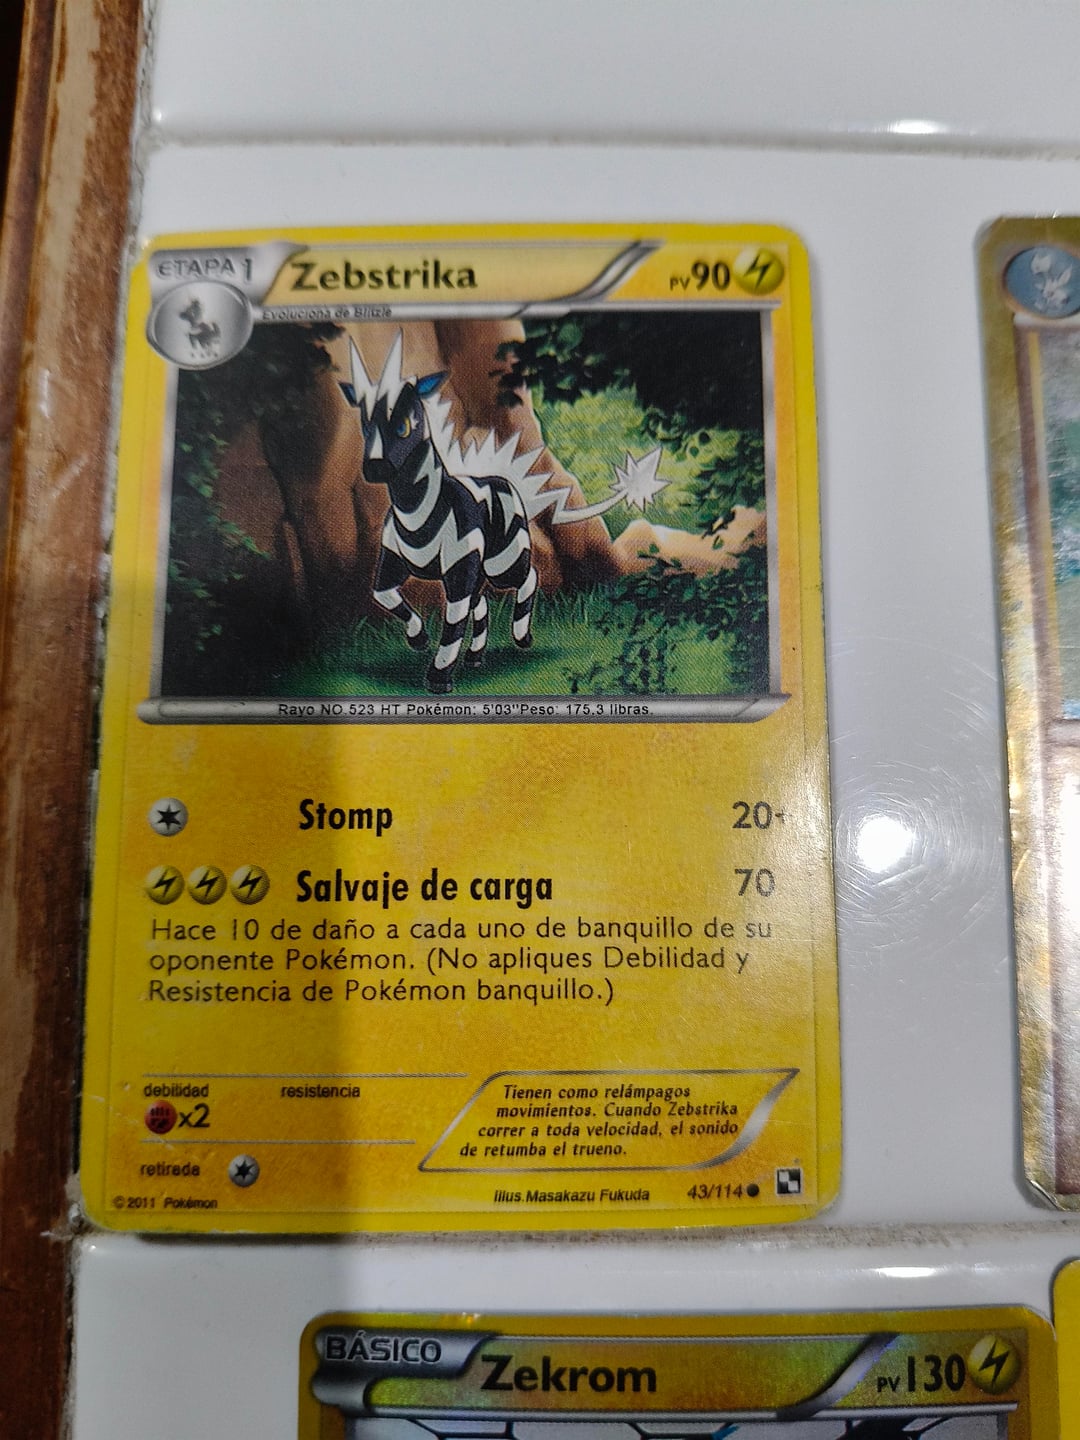 ETAPA 1
Zebstrika
PV90
Evoluciona de Blitzle
Rayo NO.523 HT Pokémon: 5'03''Peso: 175.3 libras.
Stomp 20-
Salvaje de carga 70
Hace 10 de daño a cada uno de banquillo de su
oponente Pokémon. (No apliques Debilidad y
Resistencia de Pokémon banquillo.)
debilidad resistencia
x2
retirada
Tienen como relámpagos
movimientos. Cuando Zebstrika
correr a toda velocidad, el sonido
de retumba el trueno.
© 2011 Pokémon
Illus.Masakazu Fukuda
43/114
BÁSICO
Zekrom
PV130